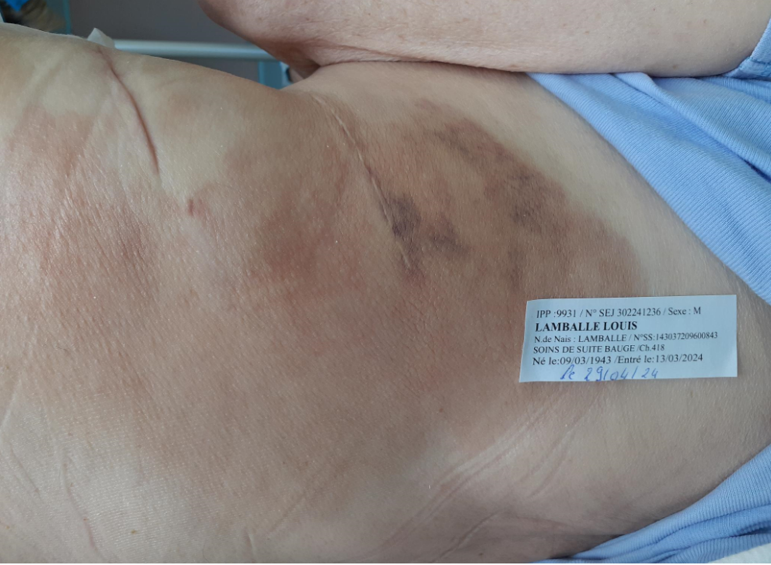 IPP :9931 / N° SEJ 302241236 / Sexe : M
LAMBALLE LOUIS
N.de Nais : LAMBALLE / N°SS:143037209600843
SOINS DE SUITE BAUGE /Ch.418
Né le:09/03/1943 /Entré le:13/03/2024
le 29/04/24